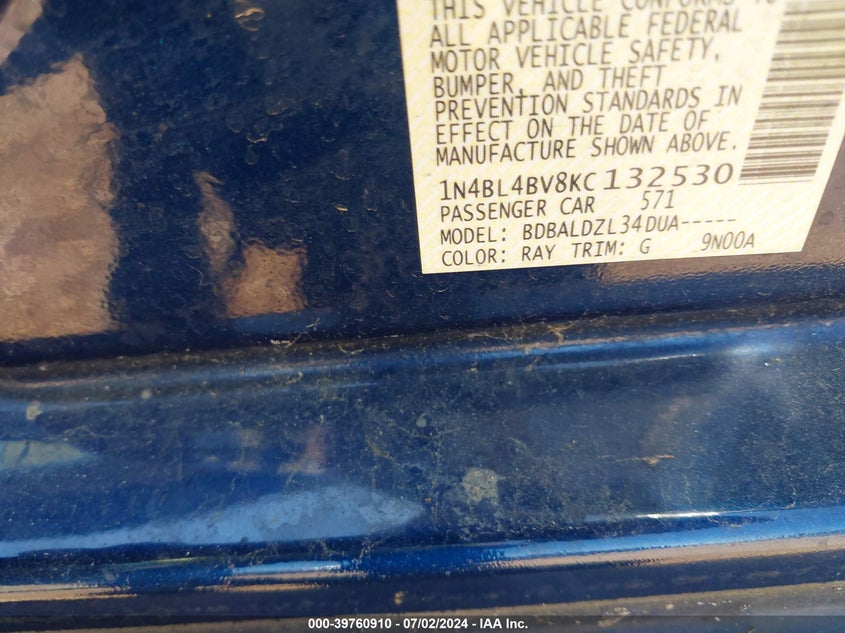 THIS VEHICLE CONFORMS TO
ALL APPLICABLE FEDERAL
MOTOR VEHICLE SAFETY,
BUMPER, AND THEFT
PREVENTION STANDARDS IN
EFFECT ON THE DATE OF
MANUFACTURE SHOWN ABOVE.
1N4BL4BV8KC132530
PASSENGER CAR 571
MODEL: BDBALDZL34DUA-----
COLOR: RAY TRIM: G 9N00A
000-39760910 - 07/02/2024 - IAA Inc.